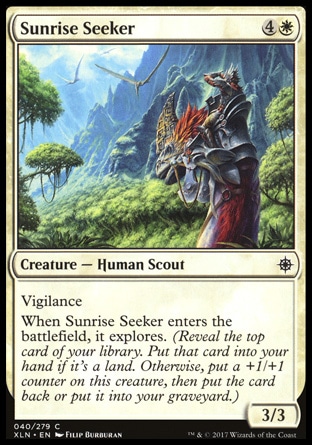 Sunrise Seeker 4
Creature — Human Scout
Vigilance
When Sunrise Seeker enters the
battlefield, it explores. (Reveal the top
card of your library. Put that card into your
hand if it's a land. Otherwise, put a +1/+1
counter on this creature, then put the card
back or put it into your graveyard.)
3/3
040/279 C
XLN • EN Filip Burburan
™ & © 2017 Wizards of the Coast